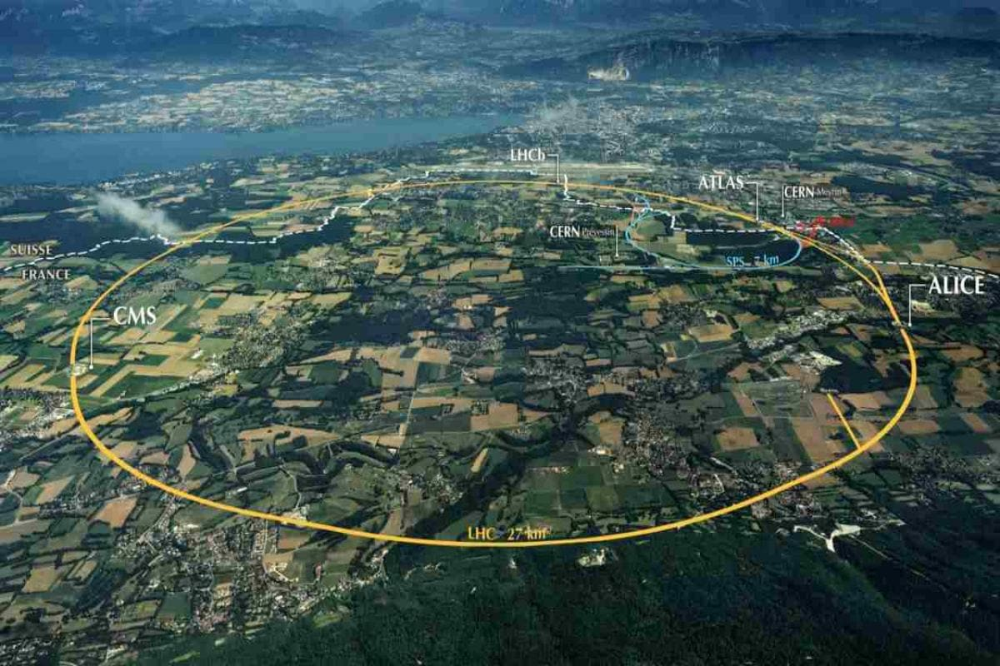 LHCb
ATLAS
CERN Meyrin
CERN Prévessin
SPS 7 km
SUISSE
FRANCE
ALICE
CMS
LHC 27 km